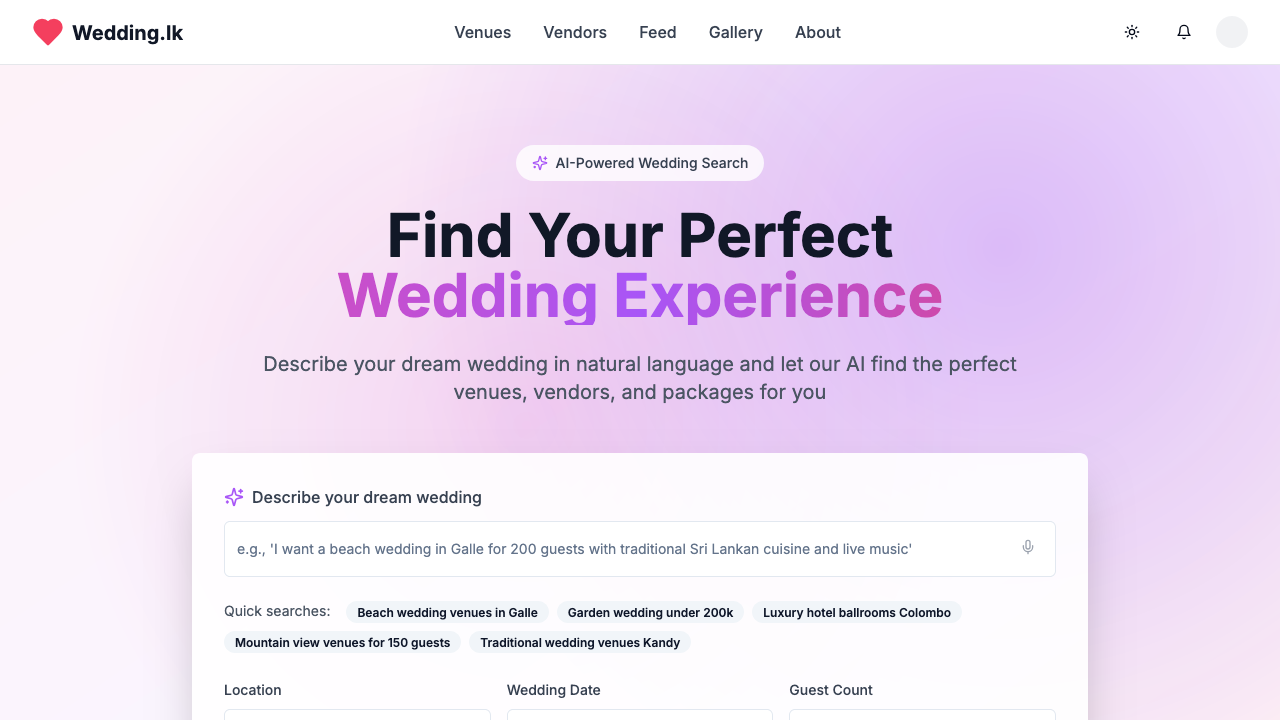 Wedding.lk
Venues
Vendors
Feed
Gallery
About
AI-Powered Wedding Search
Find Your Perfect
Wedding Experience
Describe your dream wedding in natural language and let our AI find the perfect
venues, vendors, and packages for you
Describe your dream wedding
e.g., 'I want a beach wedding in Galle for 200 guests with traditional Sri Lankan cuisine and live music'
Quick searches:
Beach wedding venues in Galle
Garden wedding under 200k
Luxury hotel ballrooms Colombo
Mountain view venues for 150 guests
Traditional wedding venues Kandy
Location
Wedding Date
Guest Count